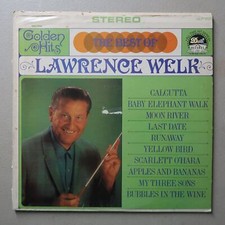 STEREO
Golden Hits
THE BEST OF
LAWRENCE WELK
CALCUTTA
BABY ELEPHANT WALK
MOON RIVER
LAST DATE
RUNAWAY
YELLOW BIRD
SCARLETT O'HARA
APPLES AND BANANAS
MY THREE SONS
BUBBLES IN THE WINE